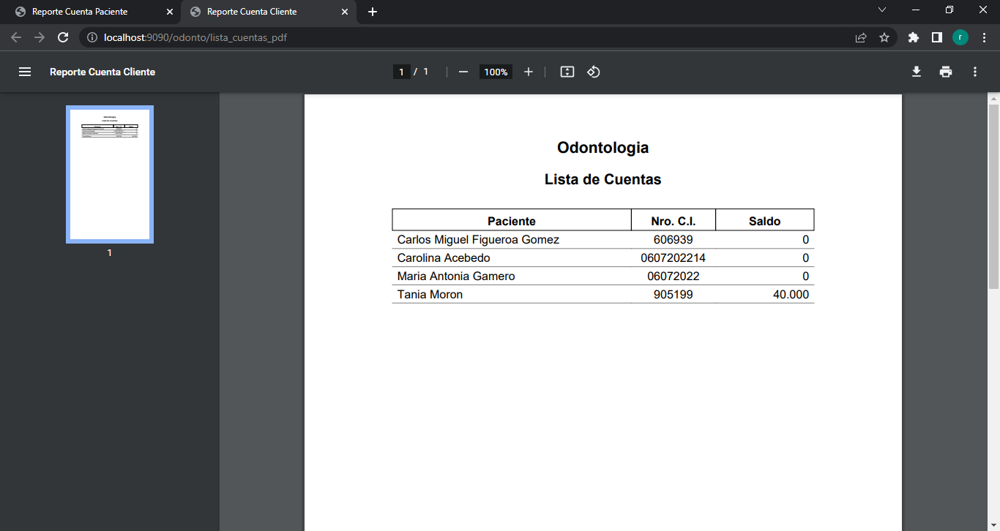 Reporte Cuenta Paciente
Reporte Cuenta Cliente
localhost:9090/odonto/lista_cuentas_pdf
r
Reporte Cuenta Cliente
1 / 1
100%
1
Odontologia
Lista de Cuentas
Paciente Nro. C.I. Saldo
Carlos Miguel Figueroa Gomez 606939 0
Carolina Acebedo 0607202214 0
Maria Antonia Gamero 06072022 0
Tania Moron 905199 40.000